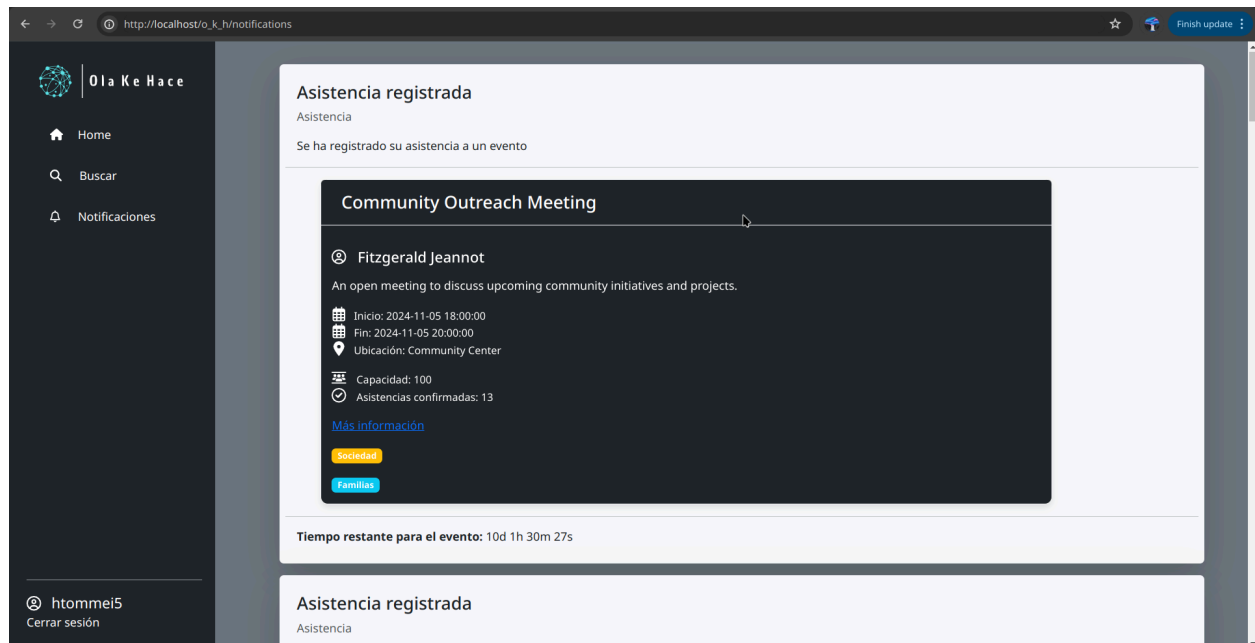 http://localhost/o_k_h/notifications
Finish update
Ola Ke Hace
Home
Buscar
Notificaciones
htommei5
Cerrar sesión
Asistencia registrada
Asistencia
Se ha registrado su asistencia a un evento
Community Outreach Meeting
Fitzgerald Jeannot
An open meeting to discuss upcoming community initiatives and projects.
Inicio: 2024-11-05 18:00:00
Fin: 2024-11-05 20:00:00
Ubicación: Community Center
Capacidad: 100
Asistencias confirmadas: 13
Más información
Sociedad
Familias
Tiempo restante para el evento: 10d 1h 30m 27s
Asistencia registrada
Asistencia